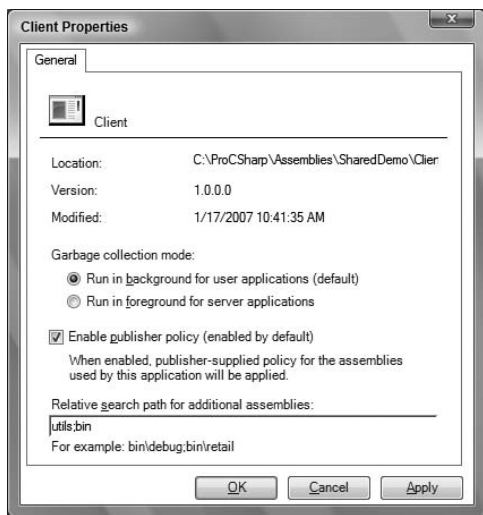 Client Properties
General
Client
Location: C:\ProCSharp\Assemblies\SharedDemo\Clier
Version: 1.0.0.0
Modified: 1/17/2007 10:41:35 AM
Garbage collection mode:
Run in background for user applications (default)
Run in foreground for server applications
Enable publisher policy (enabled by default)
When enabled, publisher-supplied policy for the assemblies
used by this application will be applied.
Relative search path for additional assemblies:
utils;bin
For example: bin\debug;bin\retail
OK Cancel Apply